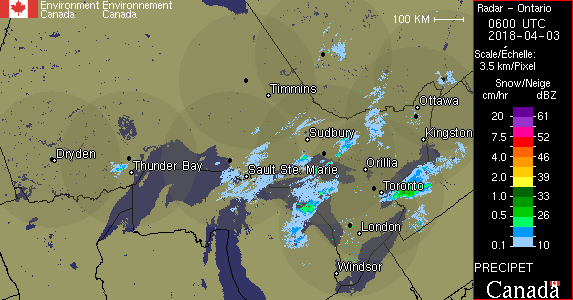 Environment Environnement
Canada Canada
100 KM
Timmins
Ottawa
Sudbury
Kingston
Dryden
Thunder Bay
Sault Ste. Marie
Orillia
Toronto
London
Windsor
Radar - Ontario
0600 UTC
2018-04-03
Scale/Échelle:
3.5 km/Pixel
Snow/Neige
cm/hr dBZ
20 61
7.5 52
4.0 46
2.0 39
1.0 33
0.5 26
0.1 10
PRECIPET
Canada